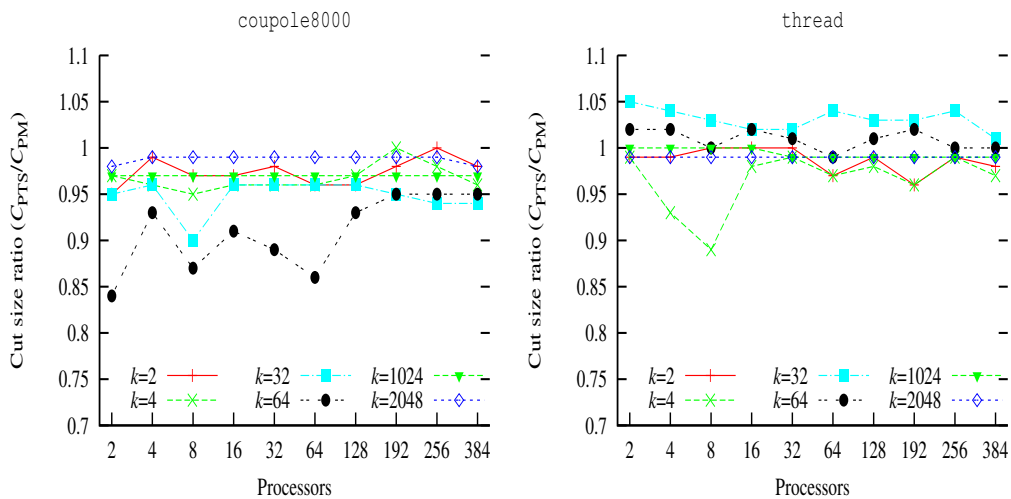 coupole8000
Cut size ratio (C_PTS/C_PM)
1.1
1.05
1
0.95
0.9
0.85
0.8
0.75
0.7
k=2
k=4
k=32
k=64
k=1024
k=2048
2 4 8 16 32 64 128 192 256 384
Processors
thread
Cut size ratio (C_PTS/C_PM)
1.1
1.05
1
0.95
0.9
0.85
0.8
0.75
0.7
k=2
k=4
k=32
k=64
k=1024
k=2048
2 4 8 16 32 64 128 192 256 384
Processors